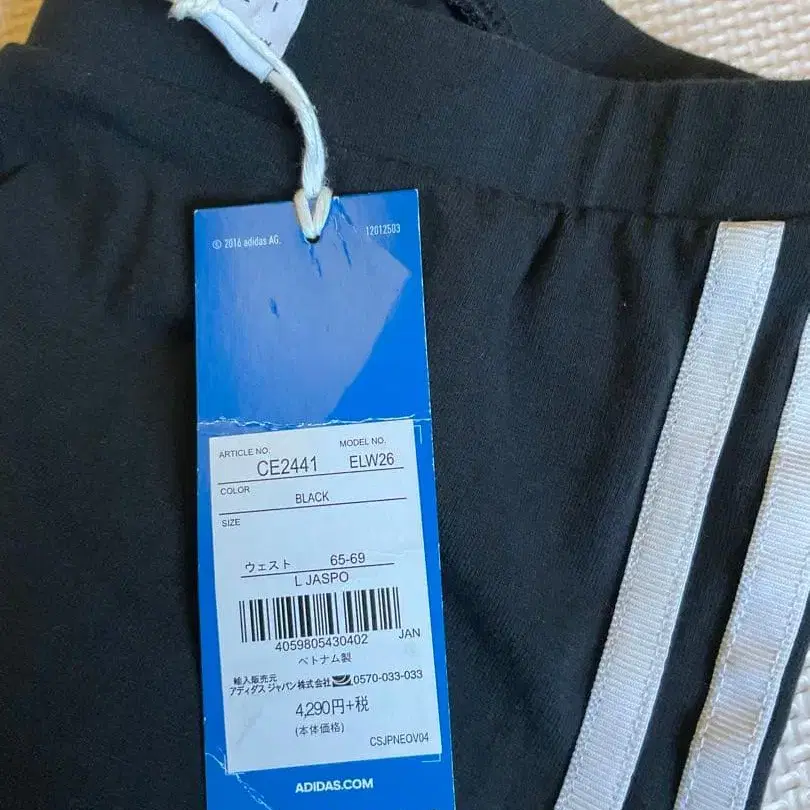 © 2016 adidas AG. 12012503
ARTICLE NO. MODEL NO.
CE2441 ELW26
COLOR
BLACK
SIZE
ウェスト 65-69
L JASPO
4059805430402 JAN
ベトナム製
輸入販売元
アディダス ジャパン株式会社 0570-033-033
4,290円+税
(本体価格)
CSJPNEOV04
ADIDAS.COM